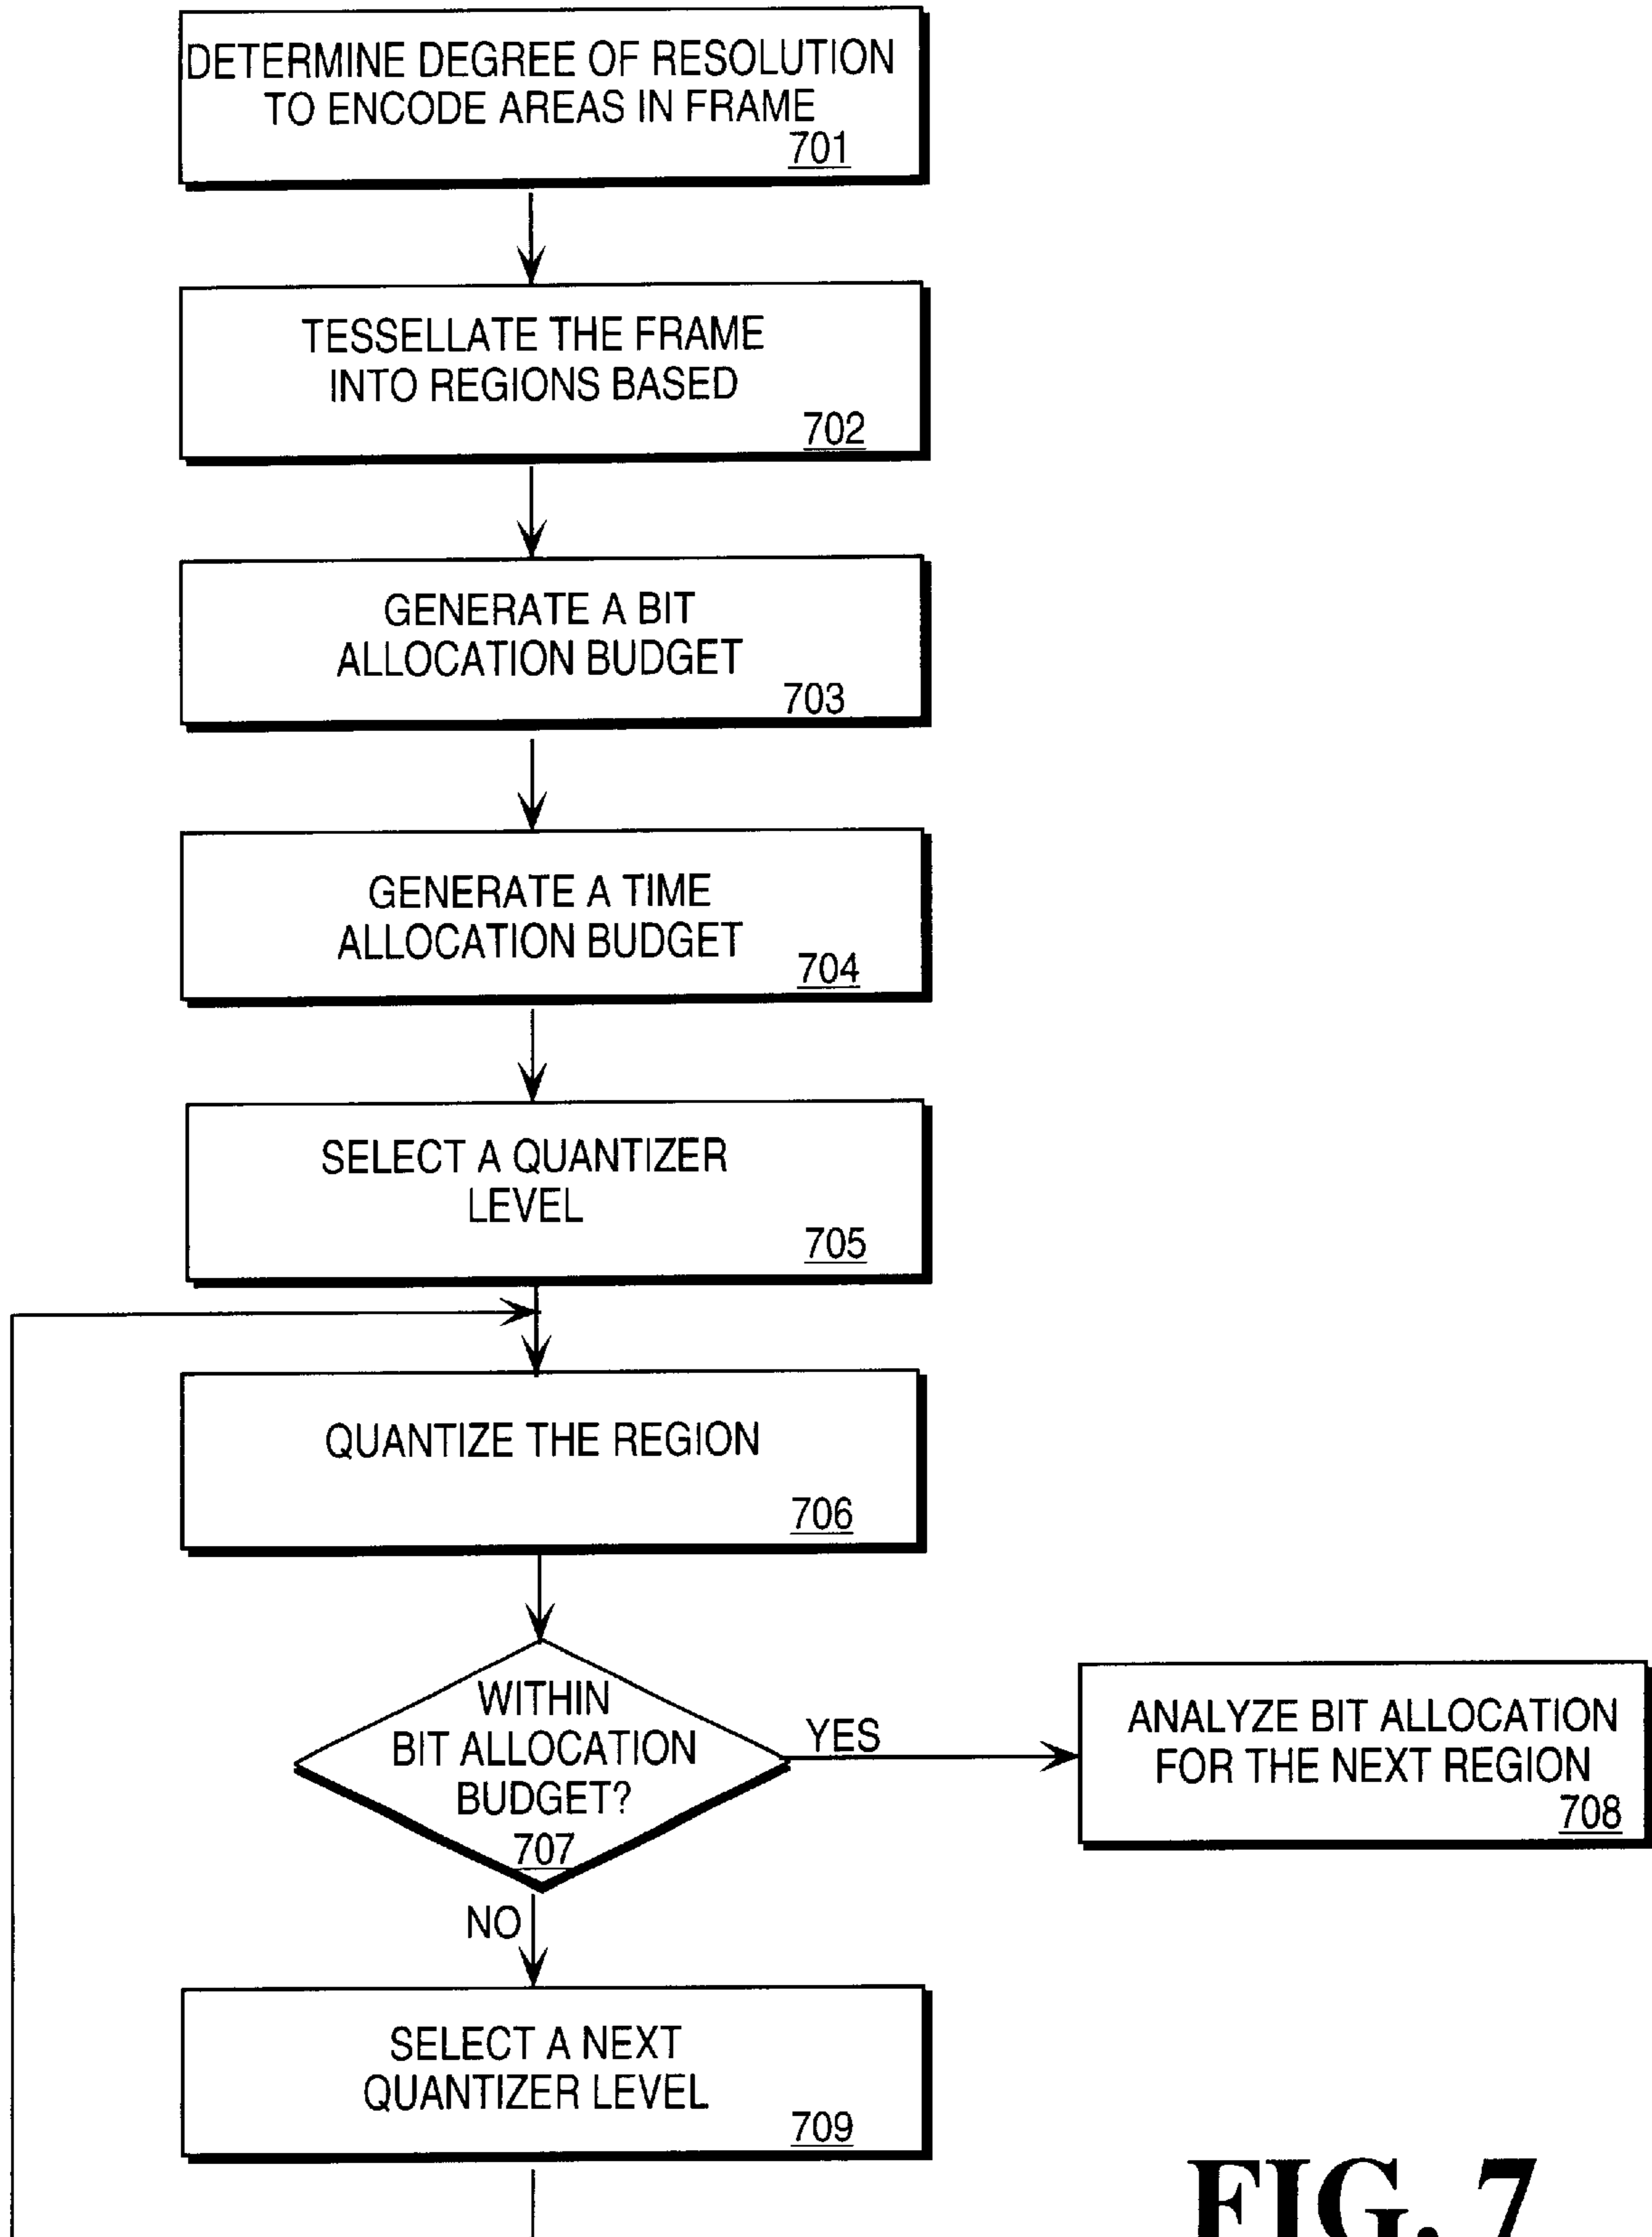 DETERMINE DEGREE OF RESOLUTION
TO ENCODE AREAS IN FRAME
701
TESSELLATE THE FRAME
INTO REGIONS BASED
702
GENERATE A BIT
ALLOCATION BUDGET
703
GENERATE A TIME
ALLOCATION BUDGET
704
SELECT A QUANTIZER
LEVEL
705
QUANTIZE THE REGION
706
WITHIN
BIT ALLOCATION
BUDGET?
707
YES
ANALYZE BIT ALLOCATION
FOR THE NEXT REGION
708
NO
SELECT A NEXT
QUANTIZER LEVEL
709
FIG. 7